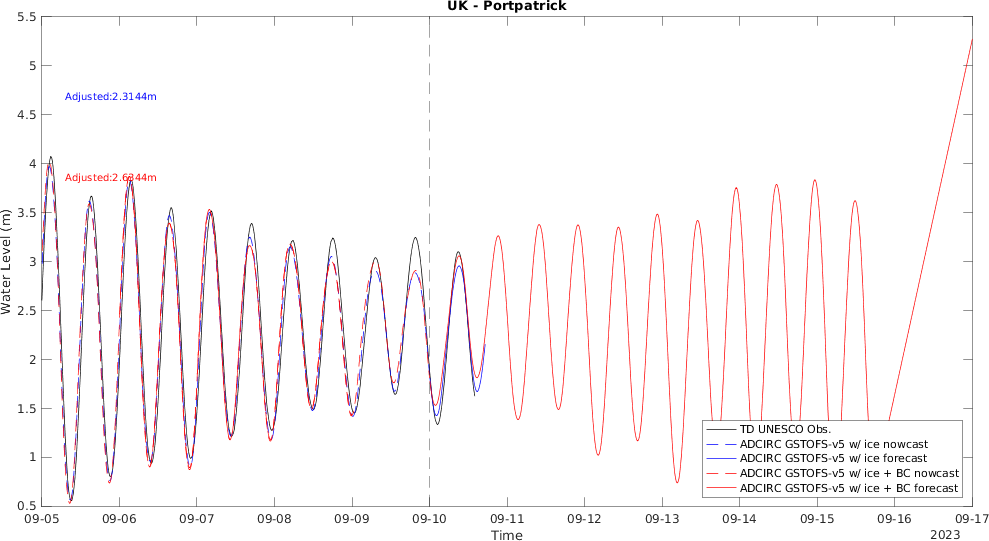 UK - Portpatrick
5.5
5
4.5
4
3.5
3
2.5
2
1.5
1
0.5
Water Level (m)
Adjusted:2.3144m
Adjusted:2.6344m
TD UNESCO Obs.
ADCIRC GSTOFS-v5 w/ ice nowcast
ADCIRC GSTOFS-v5 w/ ice forecast
ADCIRC GSTOFS-v5 w/ ice + BC nowcast
ADCIRC GSTOFS-v5 w/ ice + BC forecast
09-05 09-06 09-07 09-08 09-09 09-10 09-11 09-12 09-13 09-14 09-15 09-16 09-17
Time
2023